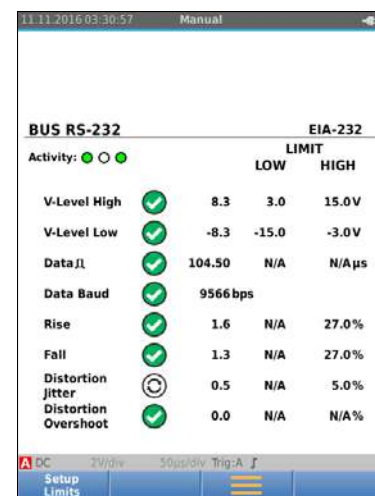 11.11.2016 03:30:57 Manual
BUS RS-232 EIA-232
Activity: LIMIT
LOW HIGH
V-Level High 8.3 3.0 15.0V
V-Level Low -8.3 -15.0 -3.0V
Data 104.50 N/A N/Aµs
Data Baud 9566bps
Rise 1.6 N/A 27.0%
Fall 1.3 N/A 27.0%
Distortion
Jitter 0.5 N/A 5.0%
Distortion
Overshoot 0.0 N/A N/A%
A DC 2V/div 50µs/div Trig:A
Setup
Limits